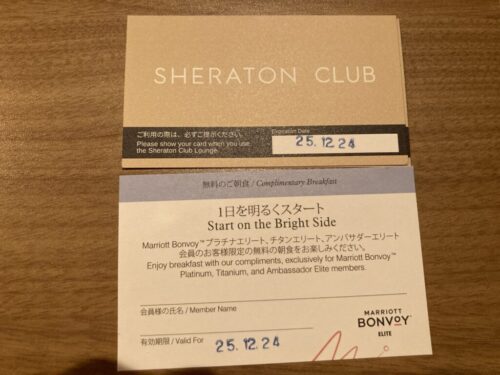 SHERATON CLUB
ご利用の際は、必ずご提示ください。
Please show your card when you use
the Sheraton Club Lounge.
Expiration Date
25.12.24
無料のご朝食 / Complimentary Breakfast
1日を明るくスタート
Start on the Bright Side
Marriott Bonvoy™ プラチナエリート、チタンエリート、アンバサダーエリート
会員のお客様限定の無料の朝食をお楽しみください。
Enjoy breakfast with our compliments, exclusively for Marriott Bonvoy™
Platinum, Titanium, and Ambassador Elite members.
会員様の氏名 / Member Name
有効期限 / Valid For
25.12.24
MARRIOTT
BONVOY
ELITE